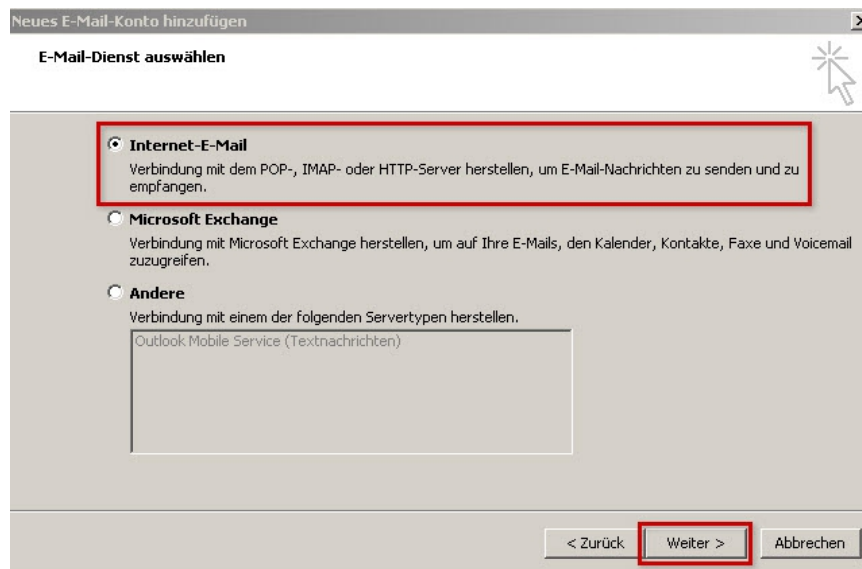 Neues E-Mail-Konto hinzufügen
E-Mail-Dienst auswählen
Internet-E-Mail
Verbindung mit dem POP-, IMAP- oder HTTP-Server herstellen, um E-Mail-Nachrichten zu senden und zu
empfangen.
Microsoft Exchange
Verbindung mit Microsoft Exchange herstellen, um auf Ihre E-Mails, den Kalender, Kontakte, Faxe und Voicemail
zuzugreifen.
Andere
Verbindung mit einem der folgenden Servertypen herstellen.
Outlook Mobile Service (Textnachrichten)
< Zurück Weiter > Abbrechen